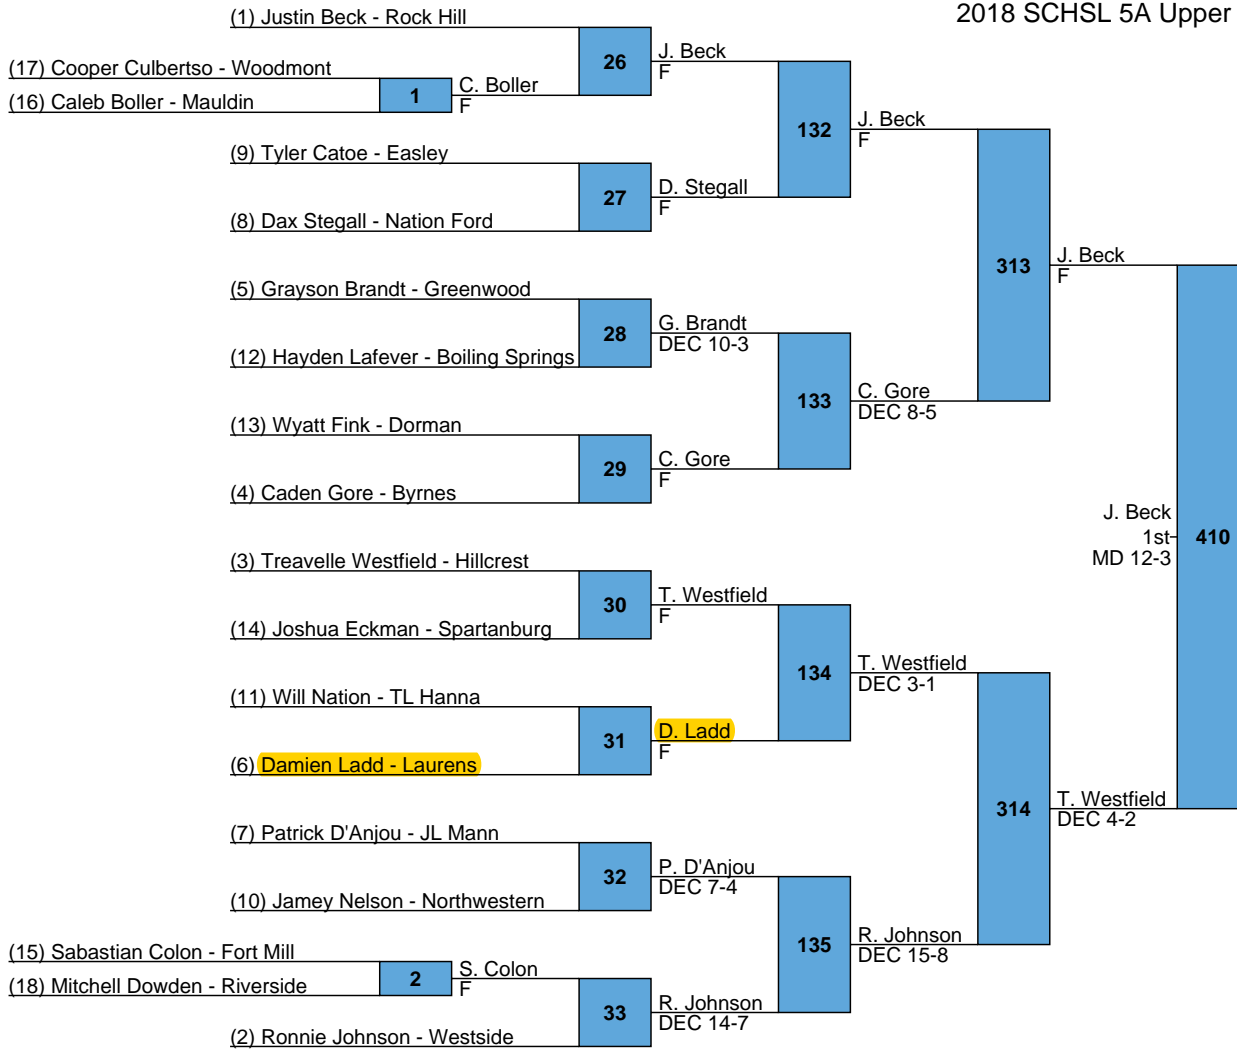 2018 SCHSL 5A Upper
(1) Justin Beck - Rock Hill
(17) Cooper Culbertso - Woodmont
(16) Caleb Boller - Mauldin
1
C. Boller
F
26
J. Beck
F
(9) Tyler Catoe - Easley
(8) Dax Stegall - Nation Ford
27
D. Stegall
F
132
J. Beck
F
(5) Grayson Brandt - Greenwood
(12) Hayden Lafever - Boiling Springs
28
G. Brandt
DEC 10-3
(13) Wyatt Fink - Dorman
(4) Caden Gore - Byrnes
29
C. Gore
F
133
C. Gore
DEC 8-5
313
J. Beck
F
(3) Treavelle Westfield - Hillcrest
(14) Joshua Eckman - Spartanburg
30
T. Westfield
F
(11) Will Nation - TL Hanna
(6) Damien Ladd - Laurens
31
D. Ladd
F
134
T. Westfield
DEC 3-1
(7) Patrick D'Anjou - JL Mann
(10) Jamey Nelson - Northwestern
32
P. D'Anjou
DEC 7-4
(15) Sabastian Colon - Fort Mill
(18) Mitchell Dowden - Riverside
2
S. Colon
F
(2) Ronnie Johnson - Westside
33
R. Johnson
DEC 14-7
135
R. Johnson
DEC 15-8
314
T. Westfield
DEC 4-2
J. Beck
1st
MD 12-3
410